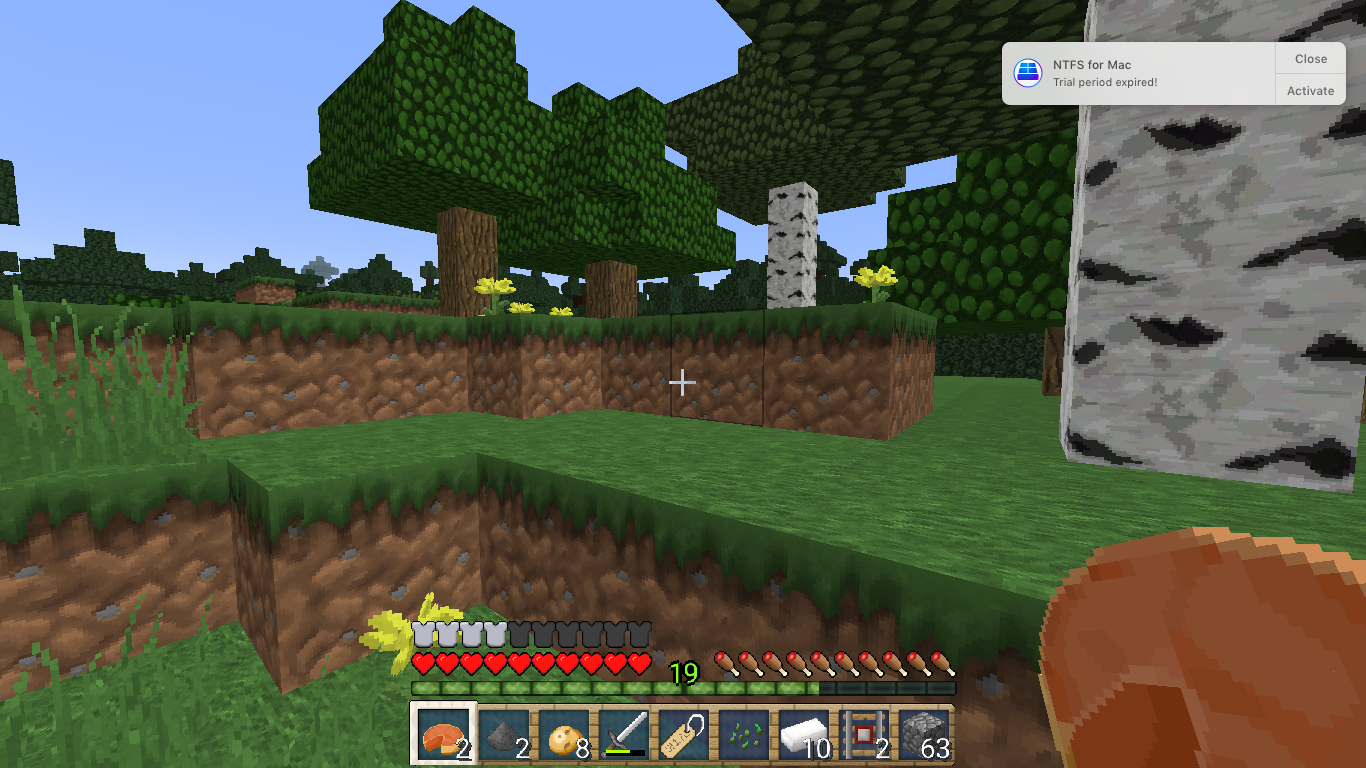 NTFS for Mac
Trial period expired!
Close
Activate
19
2
2
8
10
2
63